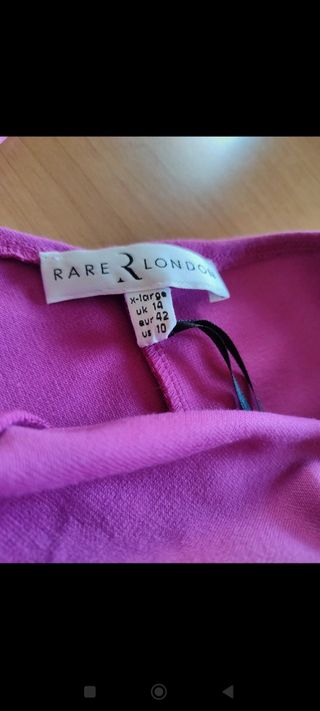 RARE R LONDON
x-large
uk 14
eur 42
us 10